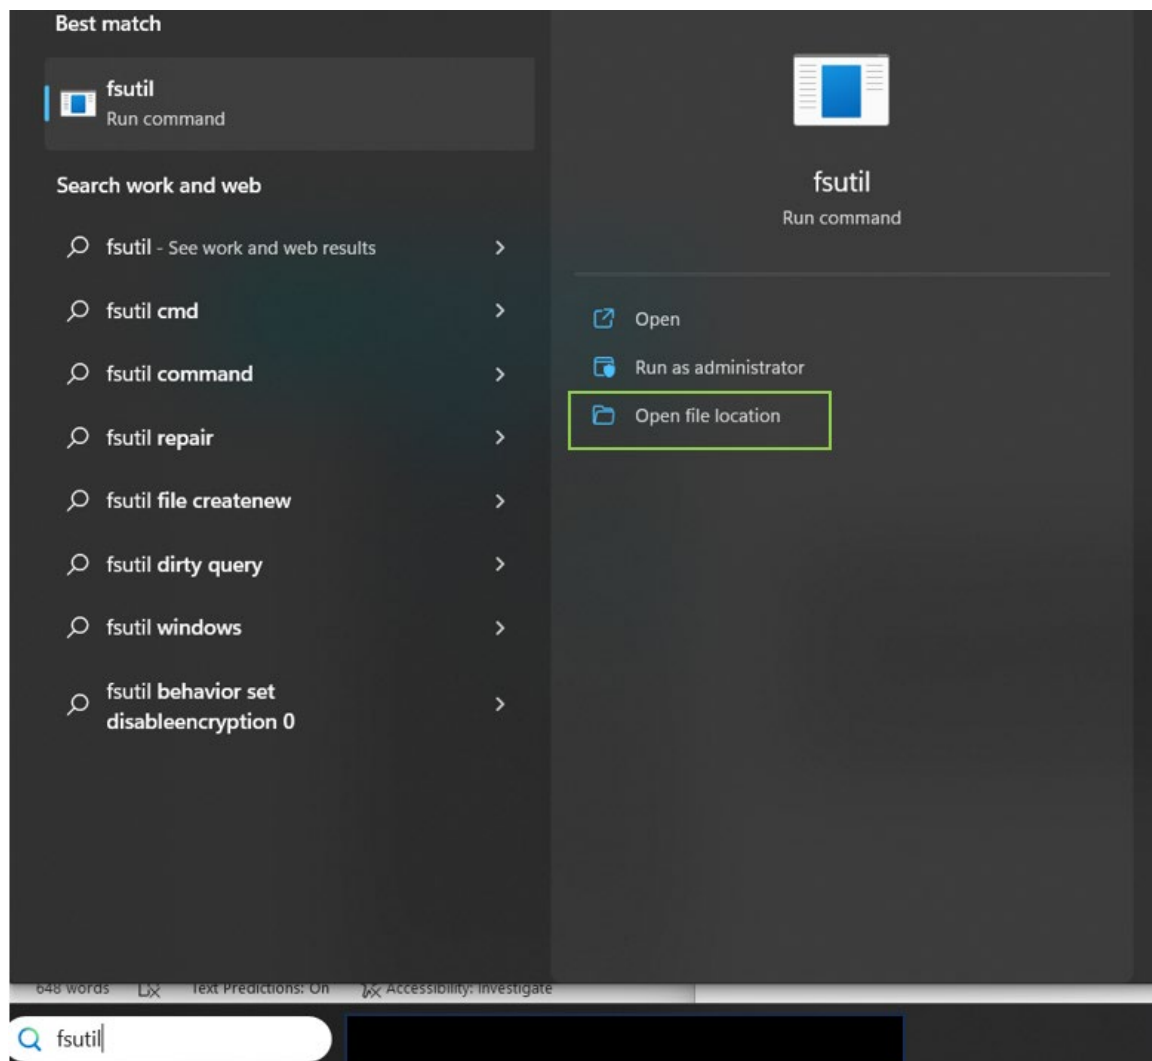 Best match
fsutil
Run command
Search work and web
fsutil - See work and web results
fsutil cmd
fsutil command
fsutil repair
fsutil file createnew
fsutil dirty query
fsutil windows
fsutil behavior set
disableencryption 0
fsutil
Run command
Open
Run as administrator
Open file location
648 words Text Predictions: On Accessibility: Investigate
fsutil